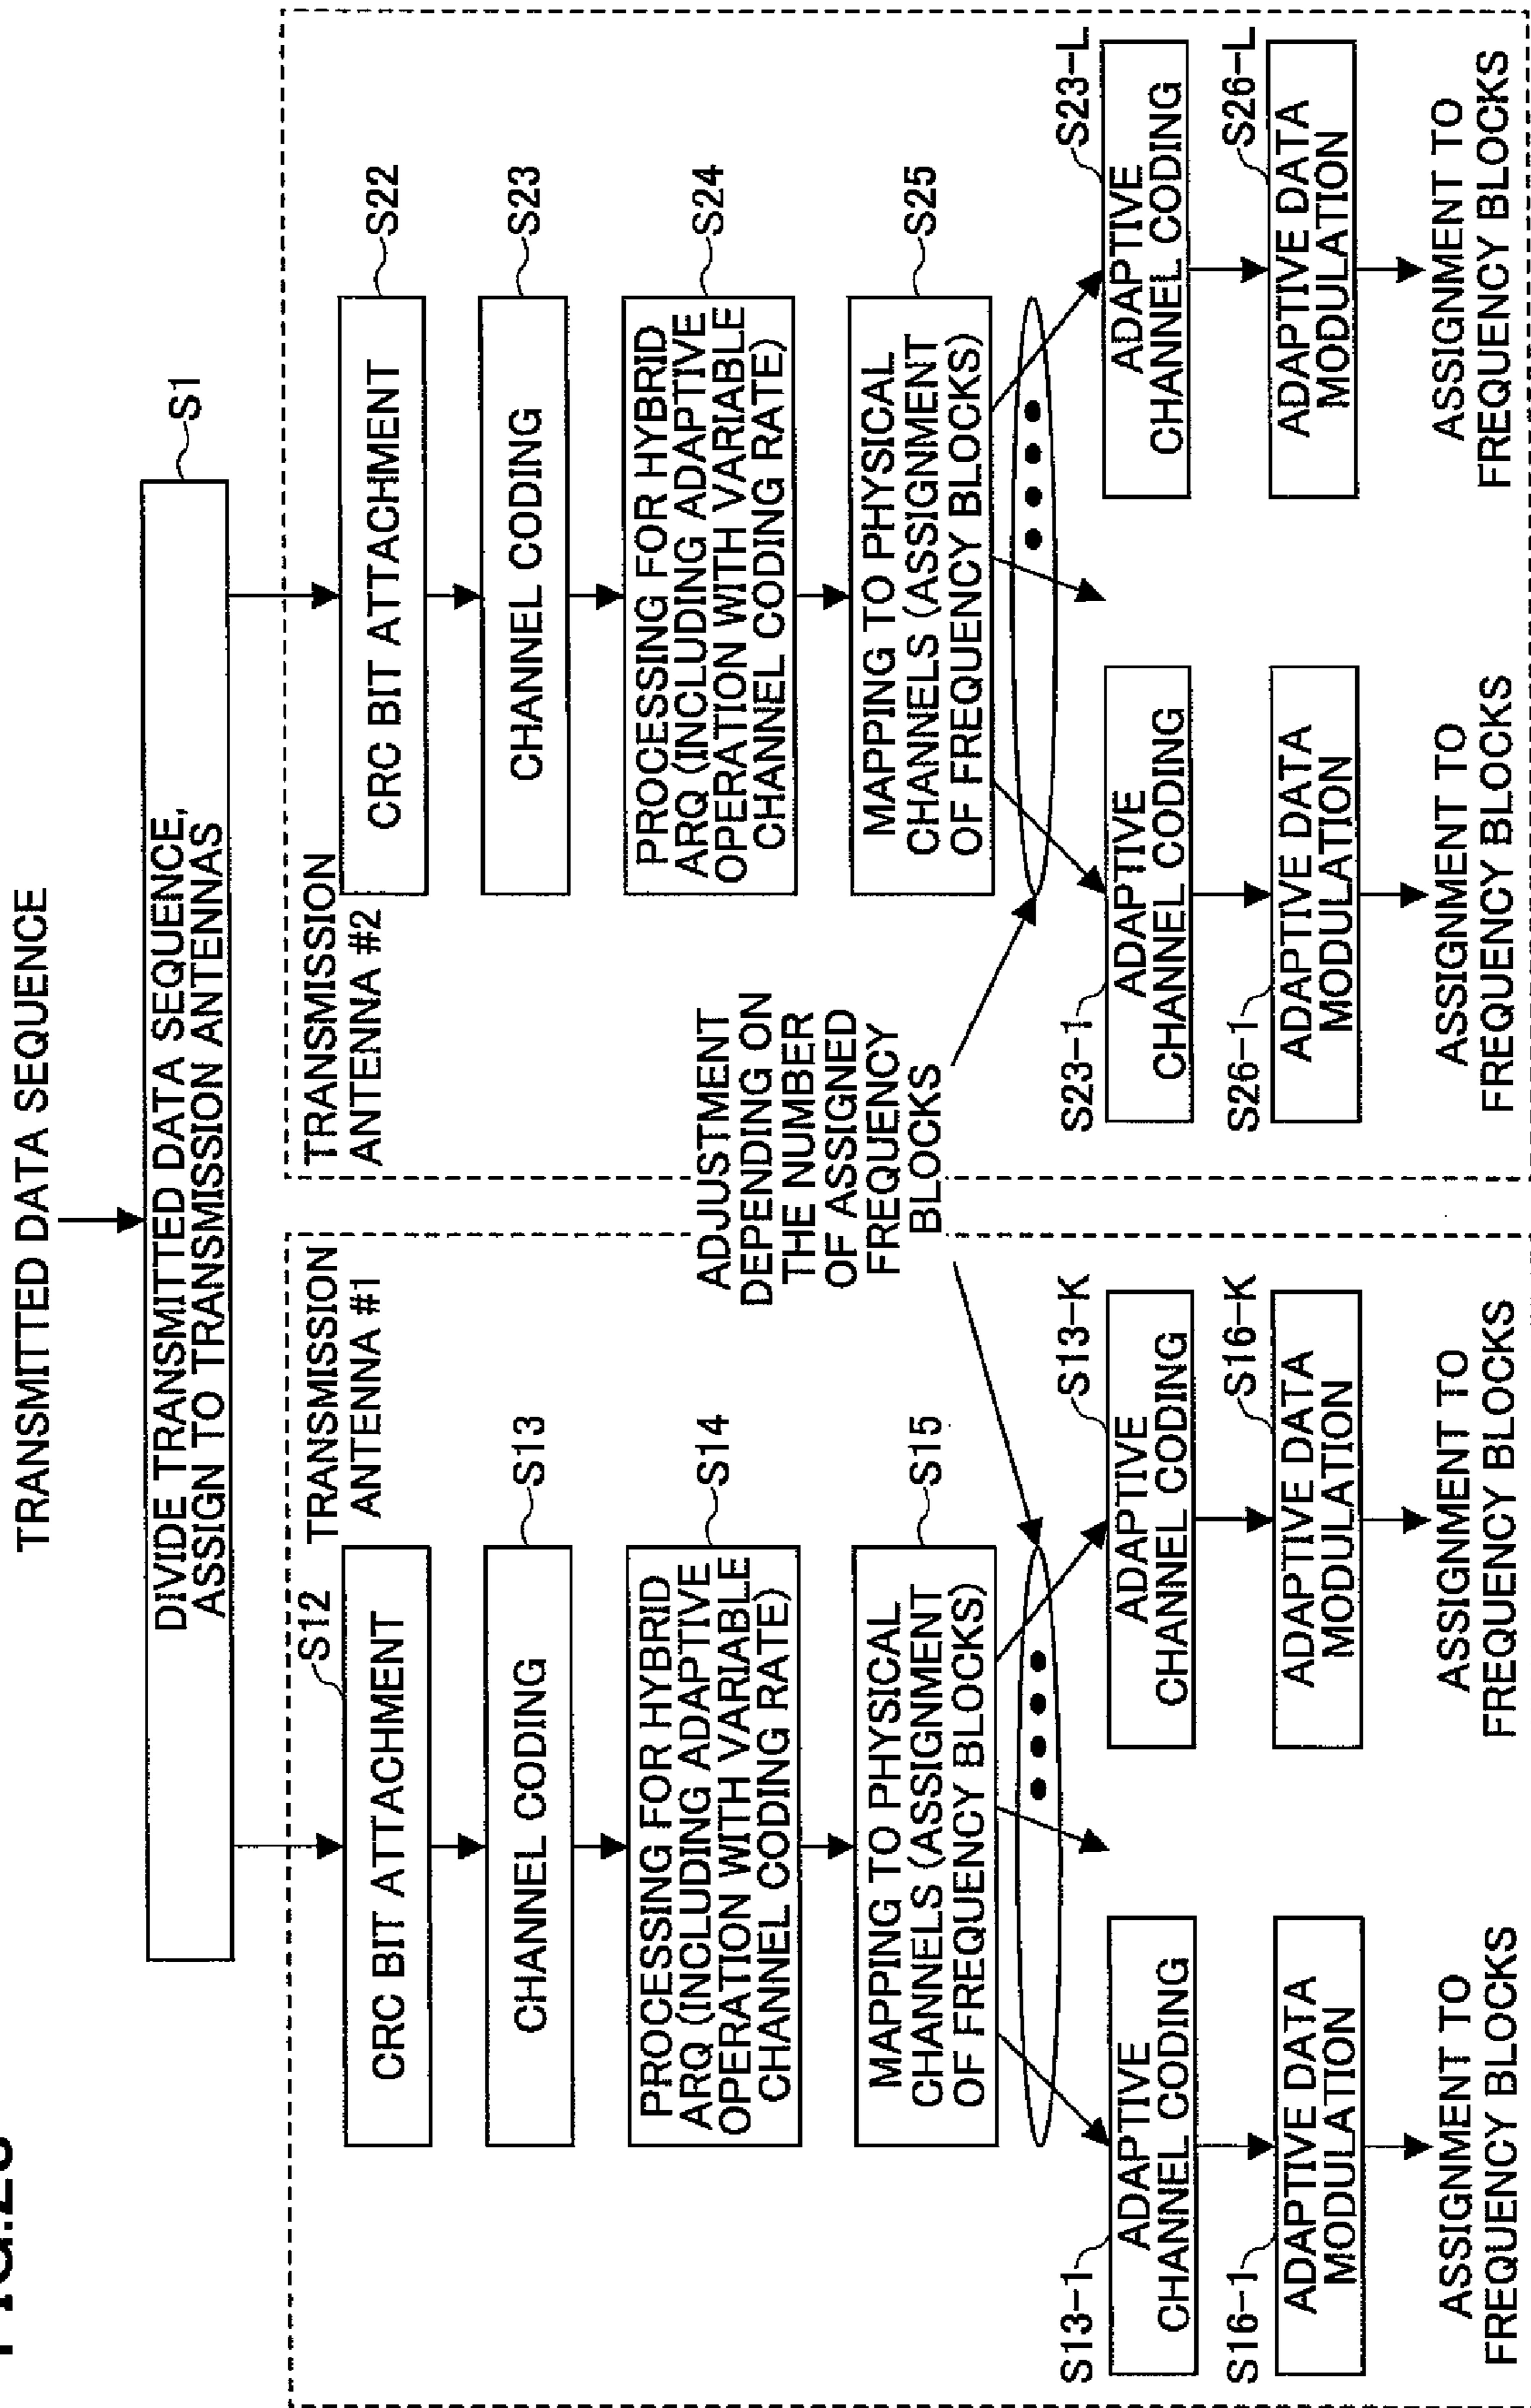 TRANSMITTED DATA SEQUENCE
DIVIDE TRANSMITTED DATA SEQUENCE,
ASSIGN TO TRANSMISSION ANTENNAS
S1
TRANSMISSION
ANTENNA #1
S12
CRC BIT ATTACHMENT
CHANNEL CODING
S13
PROCESSING FOR HYBRID
ARQ (INCLUDING ADAPTIVE
OPERATION WITH VARIABLE
CHANNEL CODING RATE)
S14
MAPPING TO PHYSICAL
CHANNELS (ASSIGNMENT
OF FREQUENCY BLOCKS)
S15
S13-1
ADAPTIVE
CHANNEL CODING
S16-1
ADAPTIVE DATA
MODULATION
ASSIGNMENT TO
FREQUENCY BLOCKS
S13-K
ADAPTIVE
CHANNEL CODING
S16-K
ADAPTIVE DATA
MODULATION
ASSIGNMENT TO
FREQUENCY BLOCKS
ADJUSTMENT
DEPENDING ON
THE NUMBER
OF ASSIGNED
FREQUENCY
BLOCKS
TRANSMISSION
ANTENNA #2
CRC BIT ATTACHMENT
S22
CHANNEL CODING
S23
PROCESSING FOR HYBRID
ARQ (INCLUDING ADAPTIVE
OPERATION WITH VARIABLE
CHANNEL CODING RATE)
S24
MAPPING TO PHYSICAL
CHANNELS (ASSIGNMENT
OF FREQUENCY BLOCKS)
S25
S23-1
ADAPTIVE
CHANNEL CODING
S26-1
ADAPTIVE DATA
MODULATION
ASSIGNMENT TO
FREQUENCY BLOCKS
S23-L
ADAPTIVE
CHANNEL CODING
S26-L
ADAPTIVE DATA
MODULATION
ASSIGNMENT TO
FREQUENCY BLOCKS